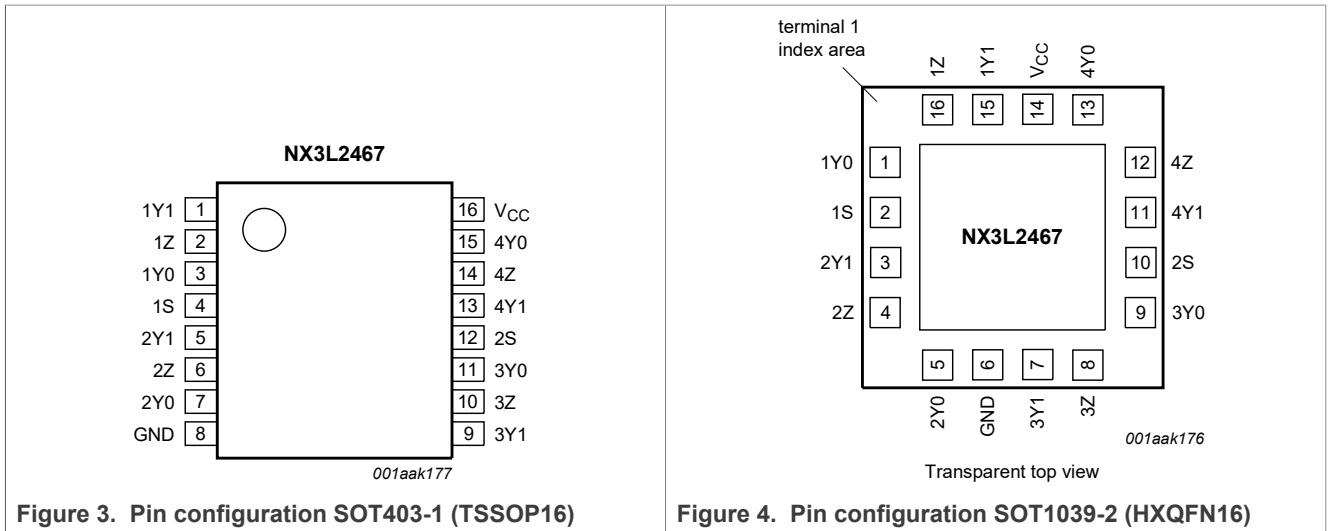 NX3L2467
1Y1 1
1Z 2
1Y0 3
1S 4
2Y1 5
2Z 6
2Y0 7
GND 8
16 VCC
15 4Y0
14 4Z
13 4Y1
12 2S
11 3Y0
10 3Z
9 3Y1
001aak177
Figure 3. Pin configuration SOT403-1 (TSSOP16)
terminal 1
index area
1Z 1Y1 VCC 4Y0
16 15 14 13
1Y0 1
1S 2
2Y1 3
2Z 4
NX3L2467
12 4Z
11 4Y1
10 2S
9 3Y0
5 6 7 8
2Y0 GND 3Y1 3Z
001aak176
Transparent top view
Figure 4. Pin configuration SOT1039-2 (HXQFN16)